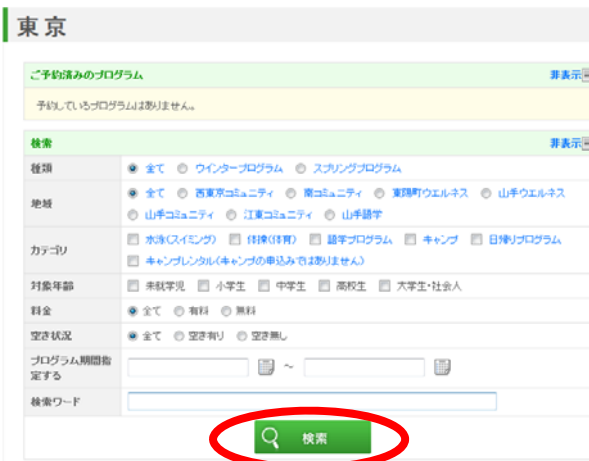 東京
ご予約済みのプログラム 非表示
予約しているプログラムはありません。
検索 非表示
種類 全て ウインタープログラム スプリングプログラム
地域 全て 西東京コミュニティ 南コミュニティ 東陽町ウエルネス 山手ウエルネス
山手コミュニティ 江東コミュニティ 山手語学
カテゴリ 水泳(スイミング) 体操(体育) 語学プログラム キャンプ 日帰りプログラム
キャンプレンタル(キャンプの申込みではありません)
対象年齢 未就学児 小学生 中学生 高校生 大学生・社会人
料金 全て 有料 無料
空き状況 全て 空き有り 空き無し
プログラム期間指
定する ～
検索ワード
検索